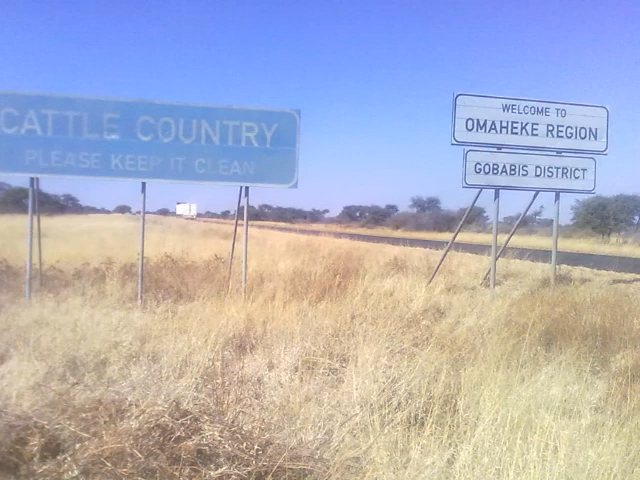 CATTLE COUNTRY
PLEASE KEEP IT CLEAN
WELCOME TO
OMAHEKE REGION
GOBABIS DISTRICT